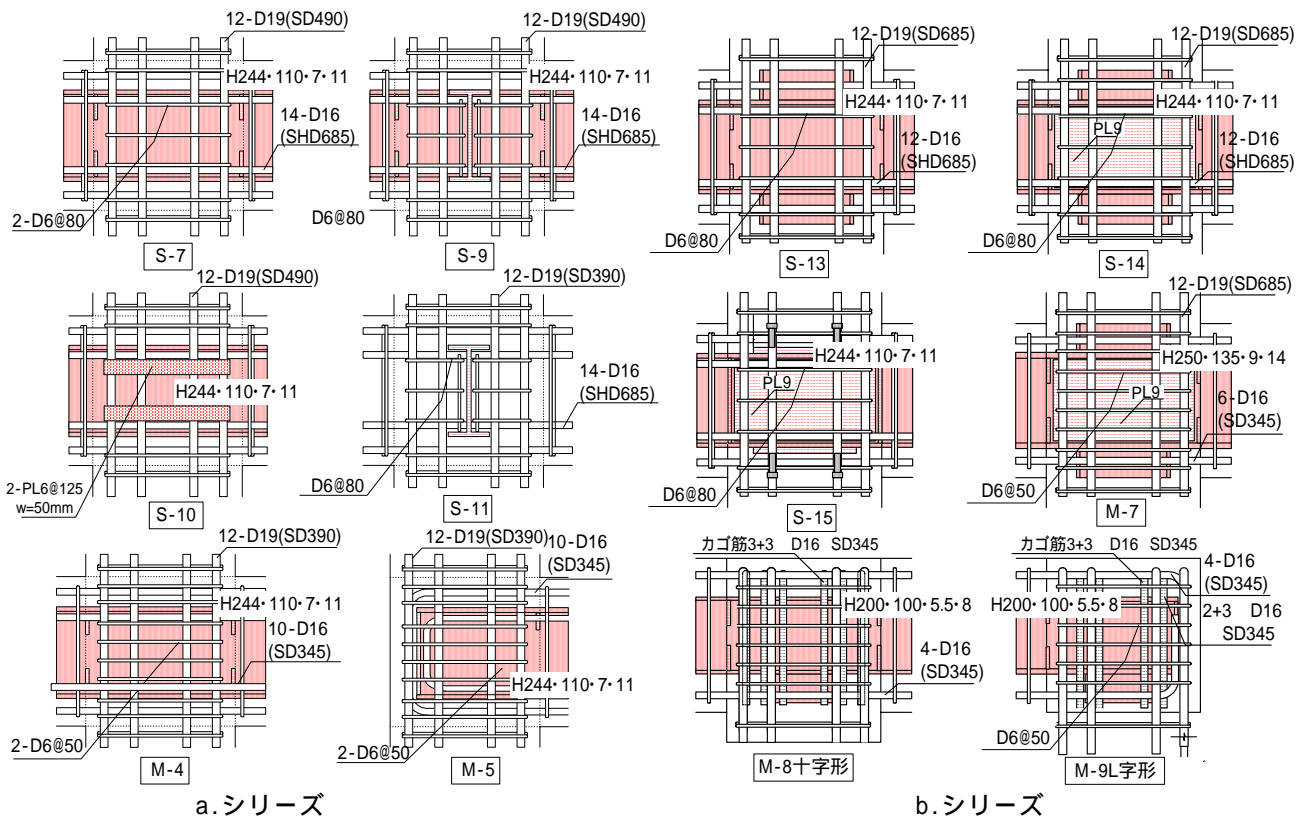 12-D19(SD490)
H244・110・7・11
14-D16
(SHD685)
2-D6@80
S-7
12-D19(SD490)
H244・110・7・11
14-D16
(SHD685)
D6@80
S-9
12-D19(SD685)
H244・110・7・11
12-D16
(SHD685)
D6@80
S-13
12-D19(SD685)
H244・110・7・11
PL9
12-D16
(SHD685)
D6@80
S-14
12-D19(SD490)
H244・110・7・11
2-PL6@125
w=50mm
S-10
12-D19(SD390)
14-D16
(SHD685)
D6@80
S-11
H244・110・7・11
PL9
D6@80
S-15
12-D19(SD685)
H250・135・9・14
PL9
6-D16
(SD345)
D6@50
M-7
12-D19(SD390)
H244・110・7・11
10-D16
(SD345)
2-D6@50
M-4
12-D19(SD390)
10-D16
(SD345)
H244・110・7・11
2-D6@50
M-5
カゴ筋3+3 D16 SD345
H200・100・5.5・8
4-D16
(SD345)
M-8十字形
カゴ筋3+3 D16 SD345
4-D16
(SD345)
H200・100・5.5・8
2+3 D16
SD345
D6@50
M-9L字形
a.シリーズ
b.シリーズ